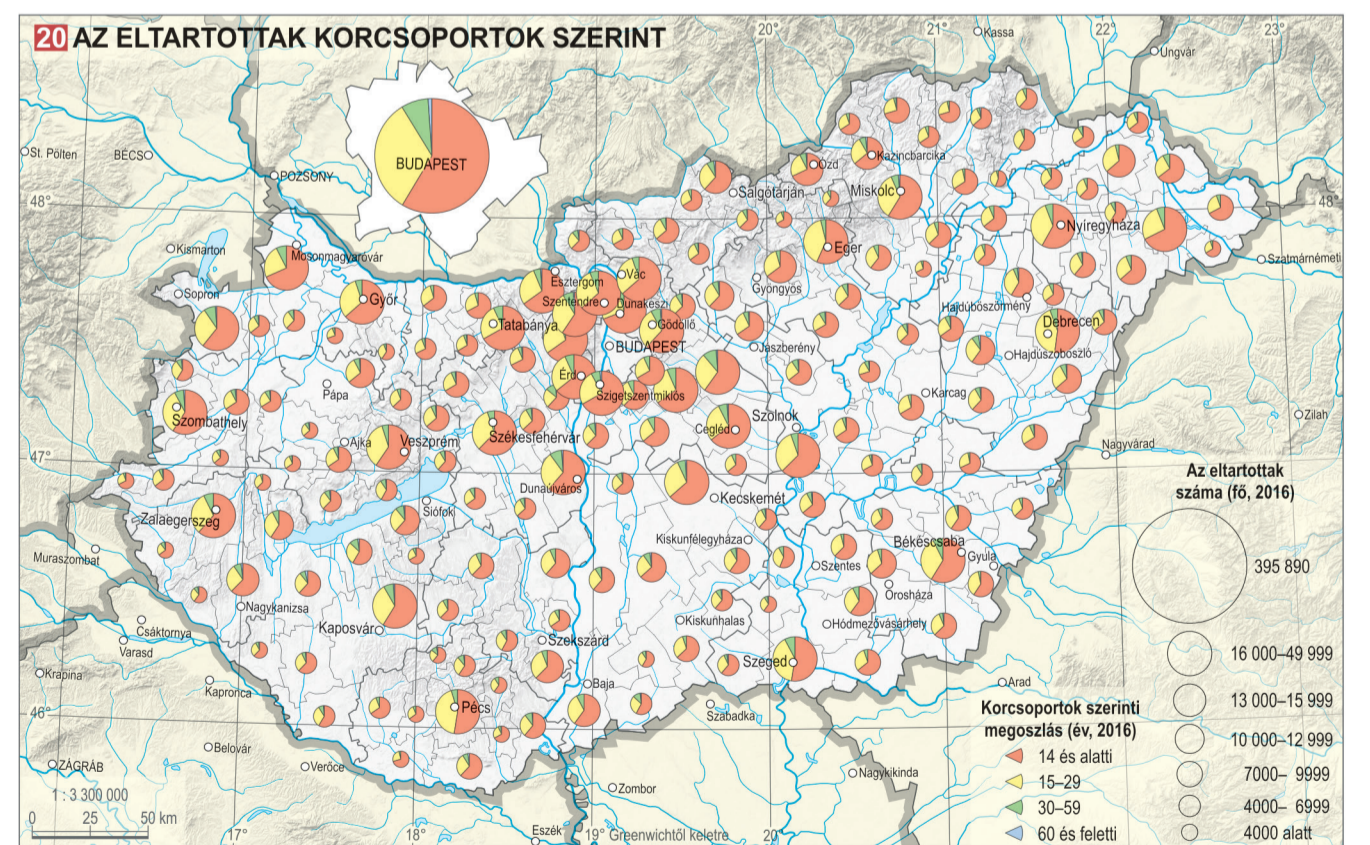 20 AZ ELTARTOTTAK KORCSOPORTOK SZERINT
20°
21°
22°
23°
Kassa
Ungvár
St. Pölten
BÉCS
POZSONY
BUDAPEST
Ózd
Kazincbarcika
Salgótarján
Miskolc
48°
48°
Kismarton
Mosonmagyaróvár
Nyíregyháza
Eger
Szatmárnémeti
Sopron
Győr
Esztergom
Vác
Gyöngyös
Szentendre
Dunakeszi
Hajdúböszörmény
Tatabánya
Gödöllő
Debrecen
BUDAPEST
Jászberény
Hajdúszoboszló
Érd
Pápa
Szigetszentmiklós
Karcag
Szombathely
Szolnok
Zilah
Cegléd
Ajka
Veszprém
Székesfehérvár
Nagyvárad
47°
47°
Az eltartottak
száma (fő, 2016)
Dunaújváros
Kecskemét
Zalaegerszeg
Siófok
Kiskunfélegyháza
Békéscsaba
Gyula
Muraszombat
Szentes
395 890
Orosháza
Nagykanizsa
Csáktornya
Kaposvár
Kiskunhalas
Hódmezővásárhely
Varasd
Szekszárd
16 000–49 999
Szeged
Krapina
Kapronca
Baja
Arad
46°
46°
Pécs
Szabadka
13 000–15 999
Korcsoportok szerinti
megoszlás (év, 2016)
10 000–12 999
Belovár
14 és alatti
ZÁGRÁB
Verőce
Nagykikinda
7000– 9999
15–29
Zombor
1 : 3 300 000
30–59
4000– 6999
0 25 50 km
60 és feletti
4000 alatt
17°
18°
Eszék
19°
Greenwichtől keletre
20°